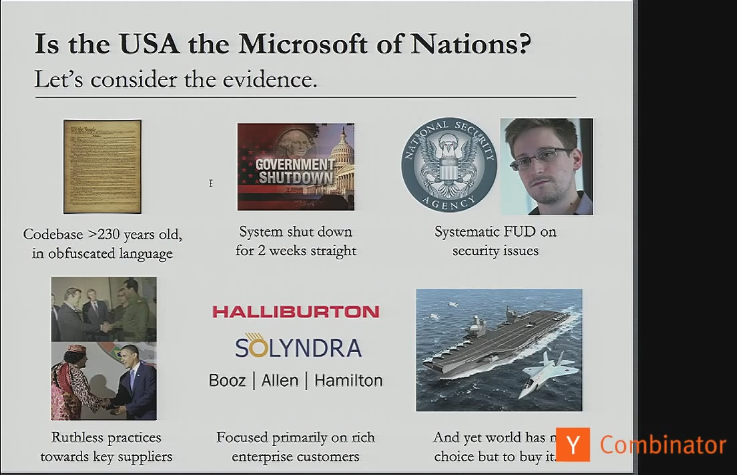 Is the USA the Microsoft of Nations?
Let's consider the evidence.
We the People
GOVERNMENT
SHUTDOWN
NATIONAL SECURITY
AGENCY
Codebase >230 years old,
in obfuscated language
System shut down
for 2 weeks straight
Systematic FUD on
security issues
HALLIBURTON
SOLYNDRA
Booz | Allen | Hamilton
Ruthless practices
towards key suppliers
Focused primarily on rich
enterprise customers
And yet world has
choice but to buy it
Y Combinator